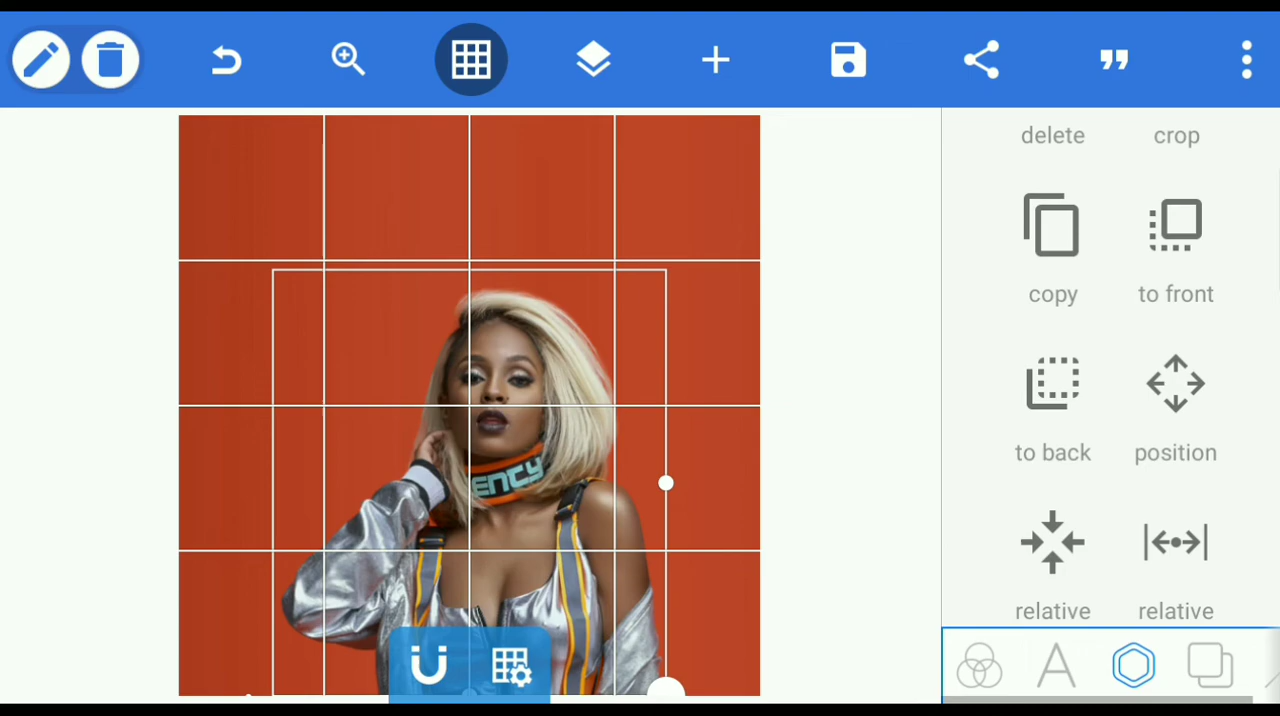 delete crop
copy to front
to back position
relative relative
ENCY